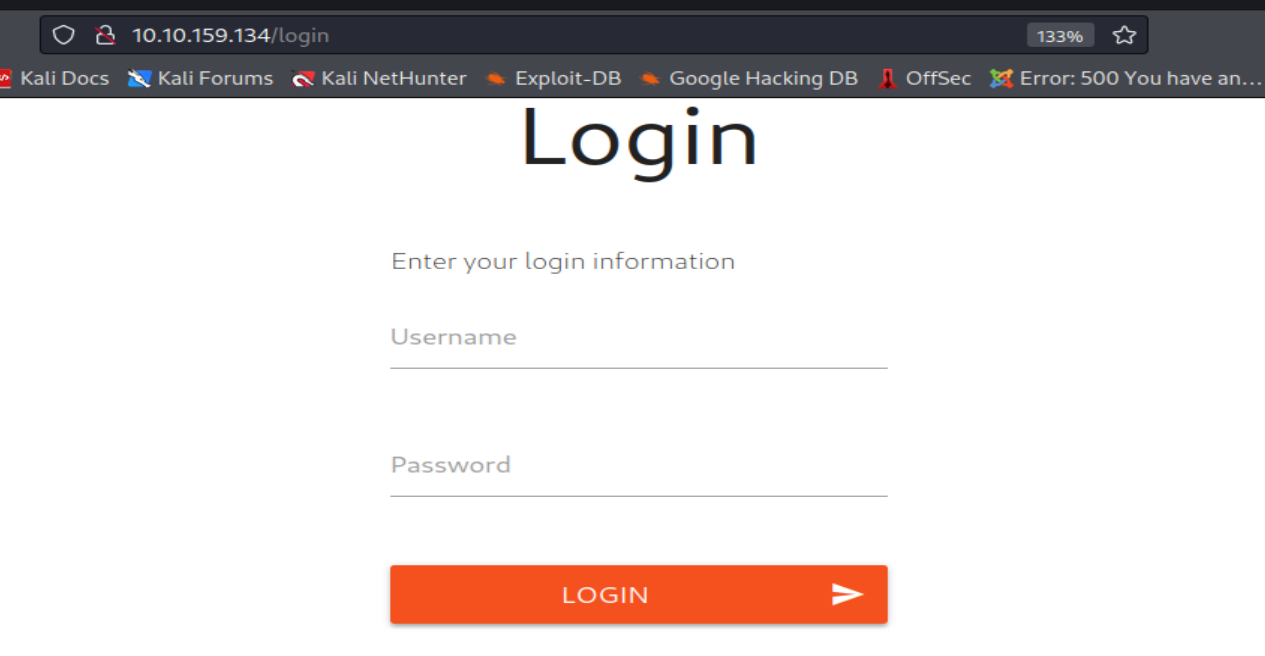 10.10.159.134/login 133%
Kali Docs Kali Forums Kali NetHunter Exploit-DB Google Hacking DB OffSec Error: 500 You have an...
Login
Enter your login information
Username
Password
LOGIN